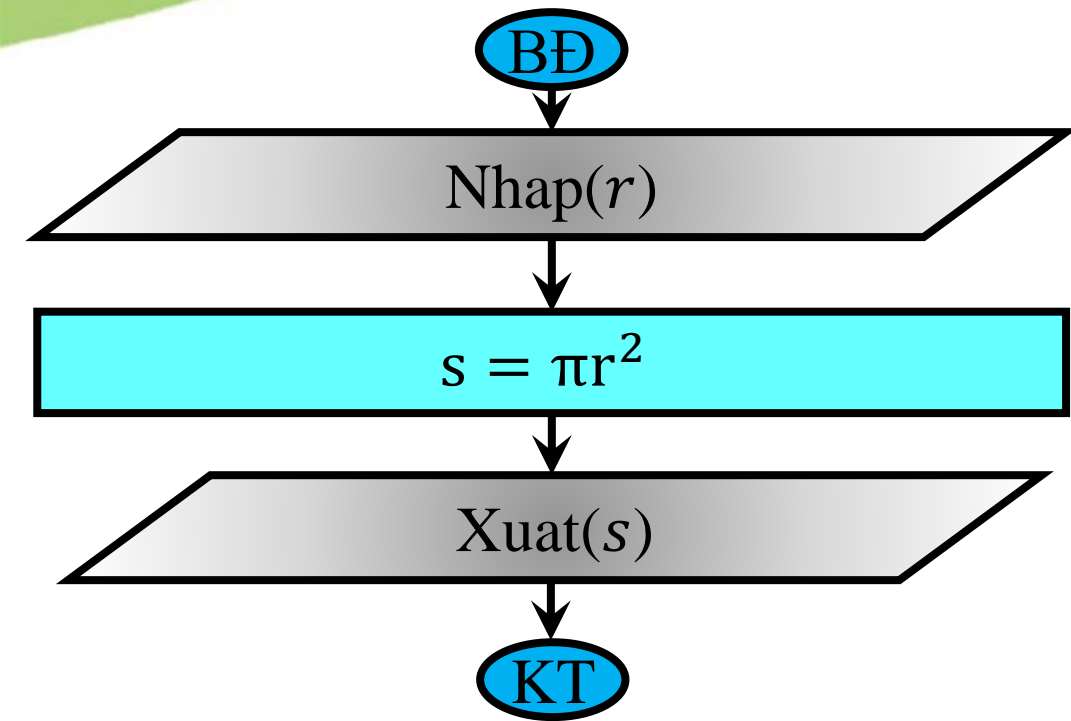 BĐ
Nhap(r)
s = πr²
Xuat(s)
KT